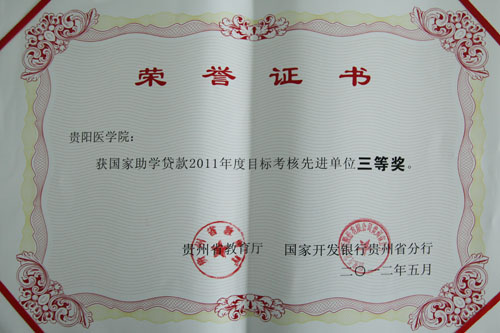 荣誉证书
贵阳医学院：
获国家助学贷款2011年度目标考核先进单位三等奖。
贵州省教育厅 国家开发银行贵州省分行
二〇一二年五月